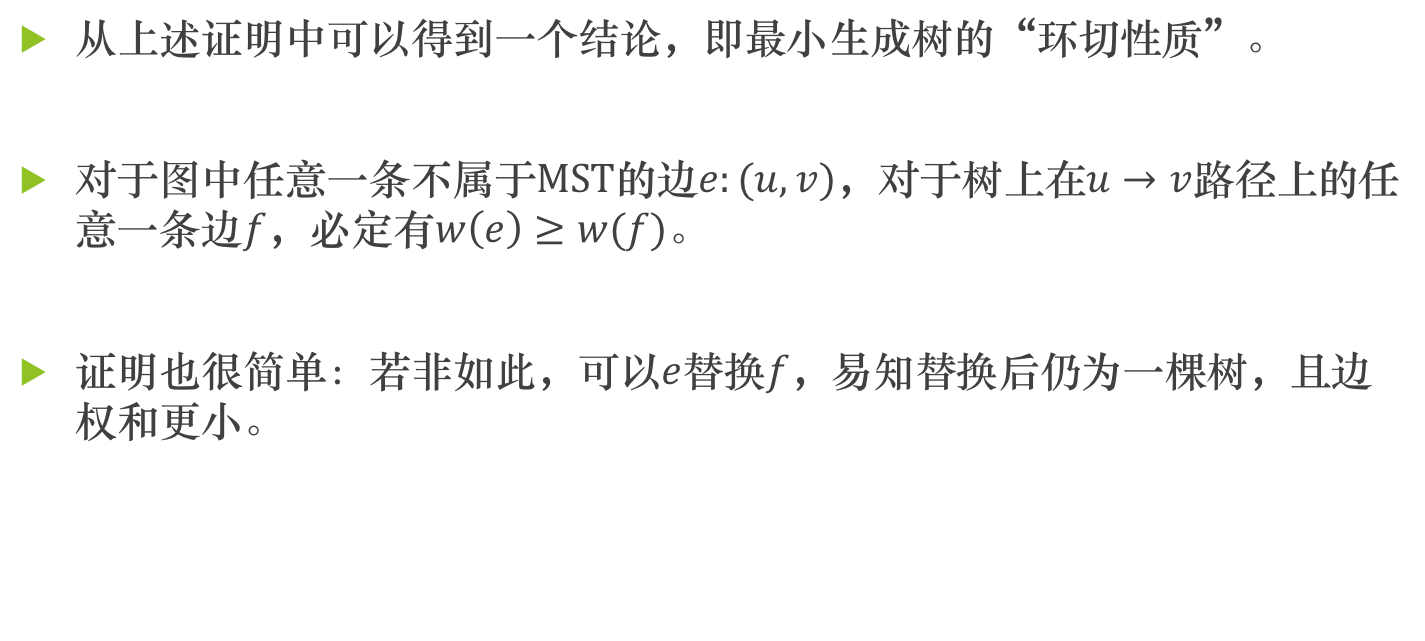 从上述证明中可以得到一个结论，即最小生成树的“环切性质”。
对于图中任意一条不属于MST的边e:(u,v)，对于树上在u → v路径上的任
意一条边f，必定有w(e) ≥ w(f)。
证明也很简单：若非如此，可以e替换f，易知替换后仍为一棵树，且边
权和更小。